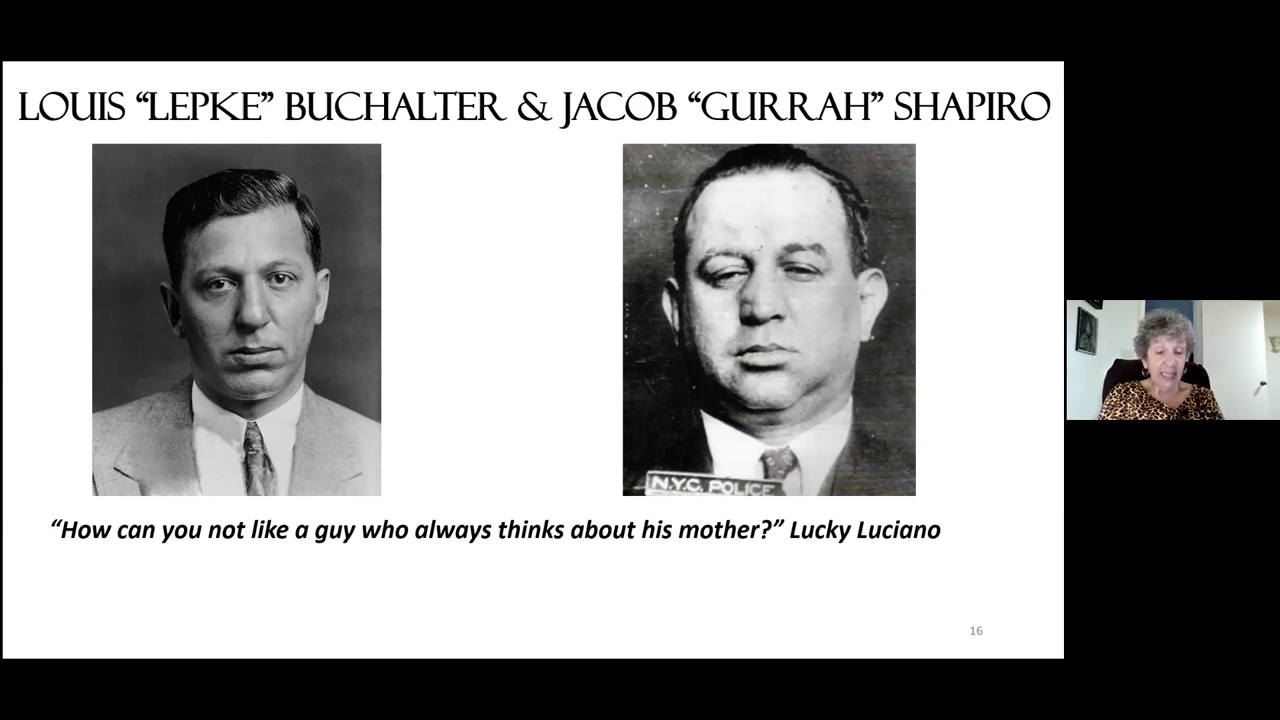 LOUIS “LEPKE” BUCHALTER & JACOB “GURRAH” SHAPIRO
N.Y.C. POLICE
“How can you not like a guy who always thinks about his mother?” Lucky Luciano
16